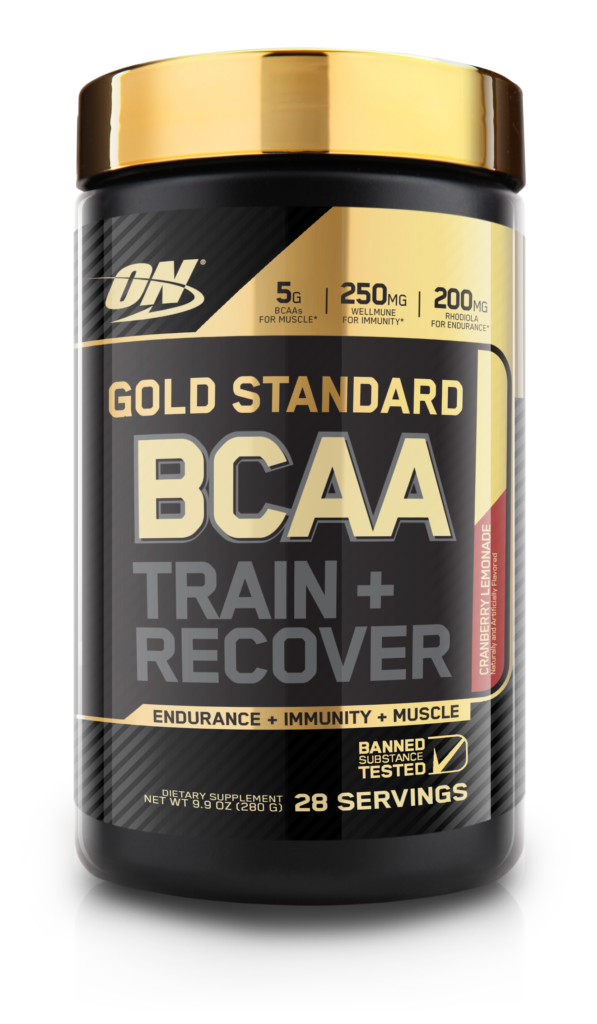 ON®
5G
BCAAs
FOR MUSCLE*
250MG
WELLMUNE
FOR IMMUNITY*
200MG
RHODIOLA
FOR ENDURANCE*
GOLD STANDARD
BCAA
TRAIN +
RECOVER
CRANBERRY LEMONADE
Naturally and Artificially Flavored
ENDURANCE + IMMUNITY + MUSCLE
BANNED
SUBSTANCE
TESTED
DIETARY SUPPLEMENT
NET WT 9.9 OZ (280 G)
28 SERVINGS